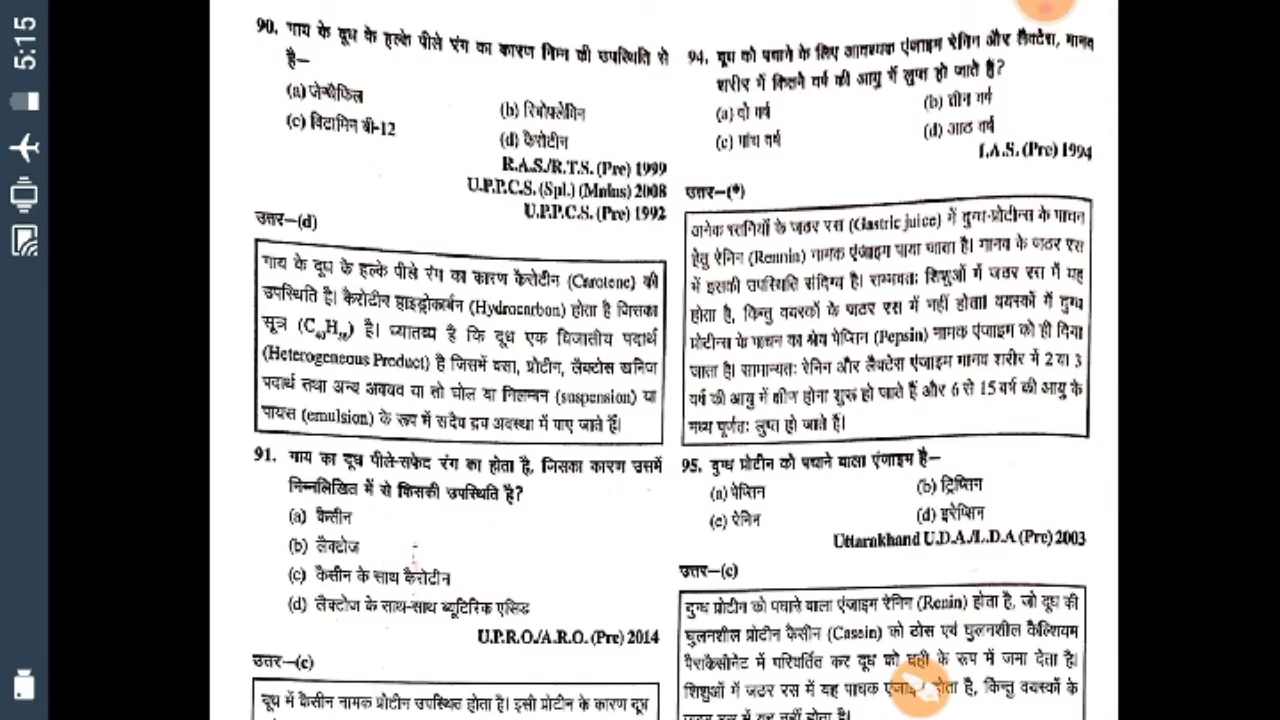 5:15
90. गाय के दूध के हल्के पीले रंग का कारण निम्न की उपस्थिति से
है–
(a) जेन्थोफिल
(b) रिबोफ्लेविन
(c) विटामिन बी-12
(d) कैरोटीन
R.A.S./R.T.S. (Pre) 1999
U.P.P.C.S. (Spl.) (Mains) 2008
U.P.P.C.S. (Pre) 1992
उत्तर–(d)
गाय के दूध के हल्के पीले रंग का कारण कैरोटीन (Carotene) की
उपस्थिति है। कैरोटीन हाइड्रोकार्बन (Hydrocarbon) होता है जिसका
सूत्र (C40H56) है। ध्यातव्य है कि दूध एक विजातीय पदार्थ
(Heterogeneous Product) है जिसमें वसा, प्रोटीन, लैक्टोस खनिज
पदार्थ तथा अन्य अवयव या तो घोल या निलम्बन (suspension) या
पायस (emulsion) के रूप में सदैव द्रव अवस्था में पाए जाते हैं।
91. गाय का दूध पीले-सफेद रंग का होता है, जिसका कारण उसमें
निम्नलिखित में से किसकी उपस्थिति है?
(a) कैसीन
(b) लैक्टोज
(c) कैसीन के साथ कैरोटीन
(d) लैक्टोज के साथ-साथ ब्यूटिरिक एसिड
U.P.R.O./A.R.O. (Pre) 2014
उत्तर–(c)
दूध में कैसीन नामक प्रोटीन उपस्थित होता है। इसी प्रोटीन के कारण दूध
94. दूध को पचाने के लिए आवश्यक एंजाइम रेनिन और लैक्टेस, मानव
शरीर में कितने वर्ष की आयु में लुप्त हो जाते हैं?
(a) दो वर्ष
(b) तीन वर्ष
(c) पांच वर्ष
(d) आठ वर्ष
I.A.S. (Pre) 1994
उत्तर–(*)
अनेक स्तनियों के जठर रस (Gastric juice) में दुग्ध-प्रोटीन्स के पाचन
हेतु रेनिन (Rennin) नामक एंजाइम पाया जाता है। मानव के जठर रस
में इसकी उपस्थिति संदिग्ध है। सम्भवतः शिशुओं में जठर रस में यह
होता है, किन्तु वयस्कों के जठर रस में नहीं होता। वयस्कों में दुग्ध
प्रोटीन्स के पाचन का श्रेय पेप्सिन (Pepsin) नामक एंजाइम को ही दिया
जाता है। सामान्यतः रेनिन और लैक्टेस एंजाइम मानव शरीर में 2 या 3
वर्ष की आयु में क्षीण होना शुरू हो जाते हैं और 6 से 15 वर्ष की आयु के
मध्य पूर्णतः लुप्त हो जाते हैं।
95. दुग्ध प्रोटीन को पचाने वाला एंजाइम है–
(a) पेप्सिन
(b) ट्रिप्सिन
(c) रेनिन
(d) इरेप्सिन
Uttarakhand U.D.A./L.D.A (Pre) 2003
उत्तर–(c)
दुग्ध प्रोटीन को पचाने वाला एंजाइम रेनिन (Renin) होता है, जो दूध की
घुलनशील प्रोटीन कैसीन (Casein) को ठोस एवं घुलनशील कैल्शियम
पैराकैसीनेट में परिवर्तित कर दूध को दही के रूप में जमा देता है।
शिशुओं में जठर रस में यह पाचक होता है, किन्तु वयस्कों के
जठर रस में यह नहीं होता है।